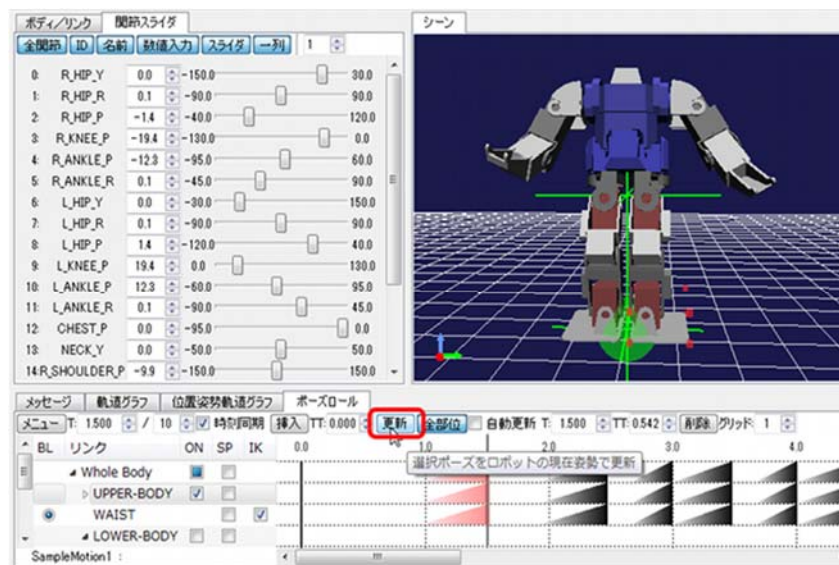 ボディ／リンク 関節スライダ
全関節 ID 名前 数値入力 スライダ 一列 1
0: R_HIP_Y 0.0 -150.0 30.0
1: R_HIP_R 0.1 -90.0 90.0
2: R_HIP_P -1.4 -40.0 120.0
3: R_KNEE_P -19.4 -130.0 0.0
4: R_ANKLE_P -12.3 -95.0 60.0
5: R_ANKLE_R 0.1 -45.0 90.0
6: L_HIP_Y 0.0 -30.0 150.0
7: L_HIP_R 0.1 -90.0 90.0
8: L_HIP_P 1.4 -120.0 40.0
9: L_KNEE_P 19.4 0.0 130.0
10: L_ANKLE_P 12.3 -60.0 95.0
11: L_ANKLE_R 0.1 -90.0 45.0
12: CHEST_P 0.0 -95.0 0.0
13: NECK_Y 0.0 -50.0 50.0
14:R_SHOULDER_P -9.9 -150.0 150.0
シーン
メッセージ 軌道グラフ 位置姿勢軌道グラフ ポーズロール
メニュー T: 1.500 / 10 時刻同期 挿入 TT: 0.000 更新 全部位 自動更新 T: 1.500 TT: 0.542 削除 グリッド: 1
BL リンク ON SP IK 0.0 1.0 2.0 3.0 4.0
選択ポーズをロボットの現在姿勢で更新
Whole Body
UPPER-BODY
WAIST
LOWER-BODY
SampleMotion1 :